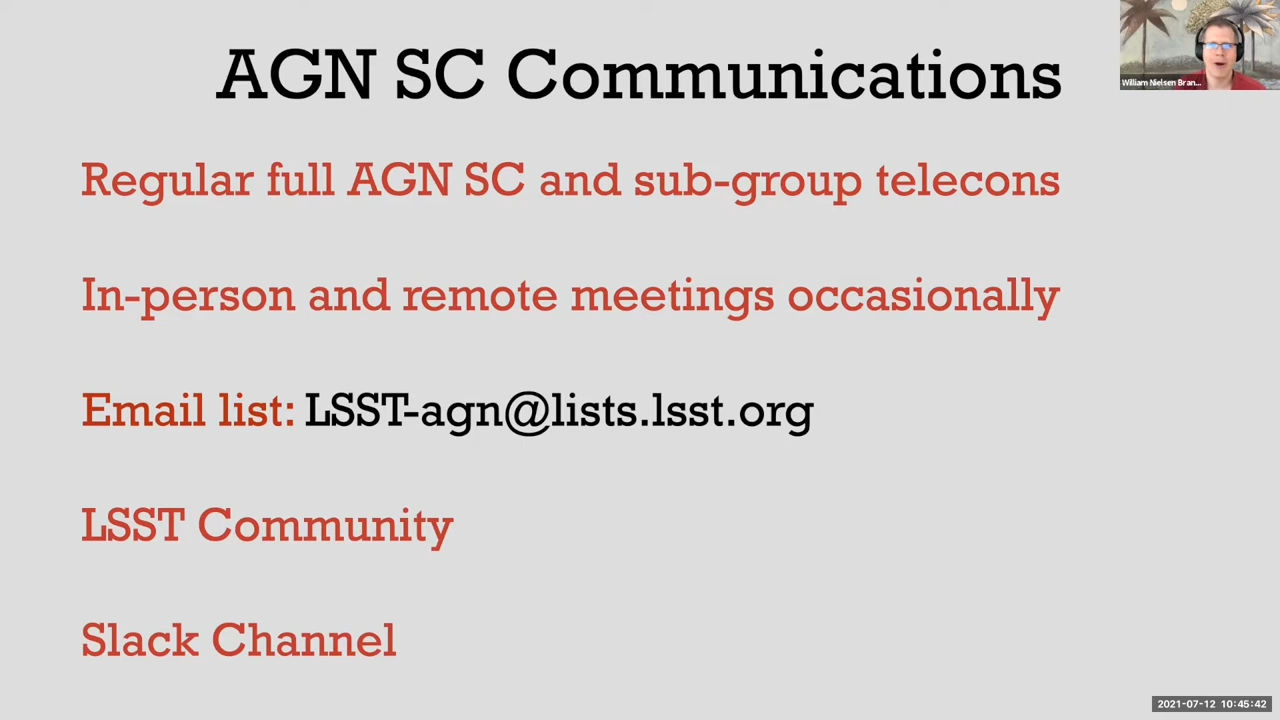 AGN SC Communications
William Nielsen Bran...
Regular full AGN SC and sub-group telecons
In-person and remote meetings occasionally
Email list: LSST-agn@lists.lsst.org
LSST Community
Slack Channel
2021-07-12 10:45:42